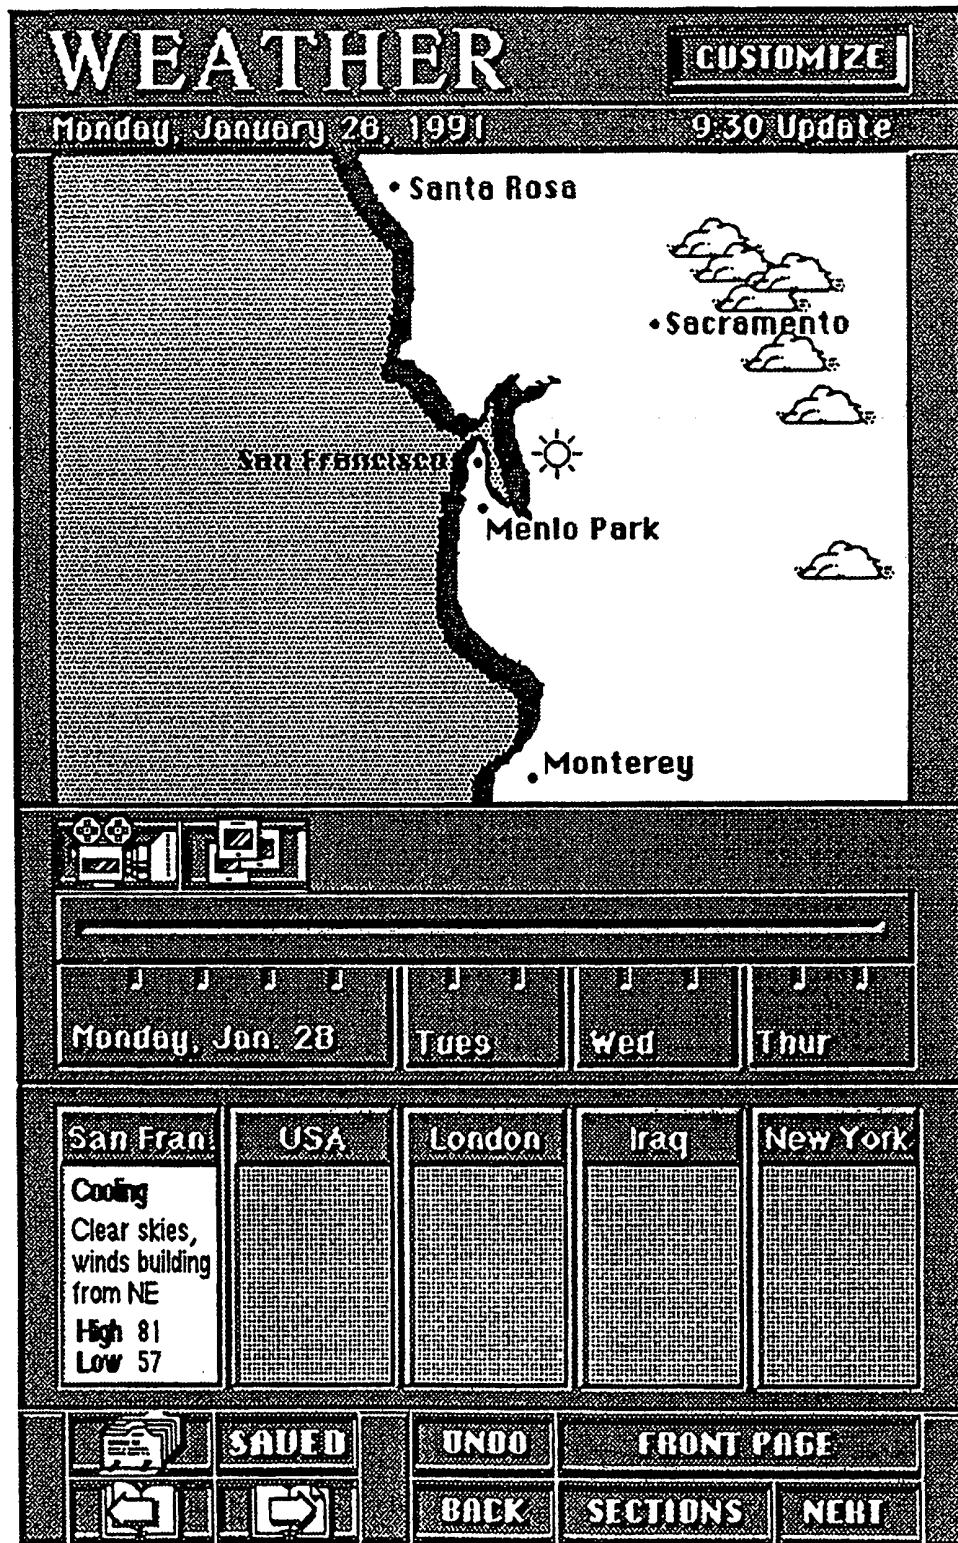 WEATHER
CUSTOMIZE
Monday, January 28, 1991
9:30 Update
Santa Rosa
Sacramento
San Francisco
Menlo Park
Monterey
Monday, Jan. 28
Tues
Wed
Thur
San Fran
USA
London
Iraq
New York
Cooling
Clear skies,
winds building
from NE
High 81
Low 57
SAVED
UNDO
FRONT PAGE
BACK
SECTIONS
NEXT